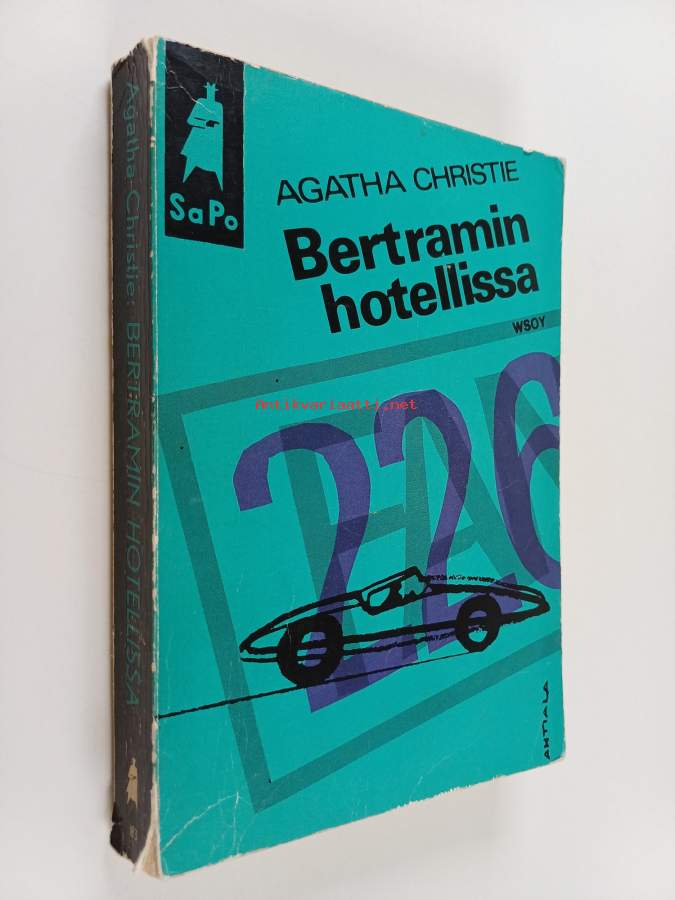 SaPo
AGATHA CHRISTIE
Bertramin
hotellissa
WSOY
Antikvariaatti.net
226
Agatha Christie: BERTRAMIN HOTELLISSA